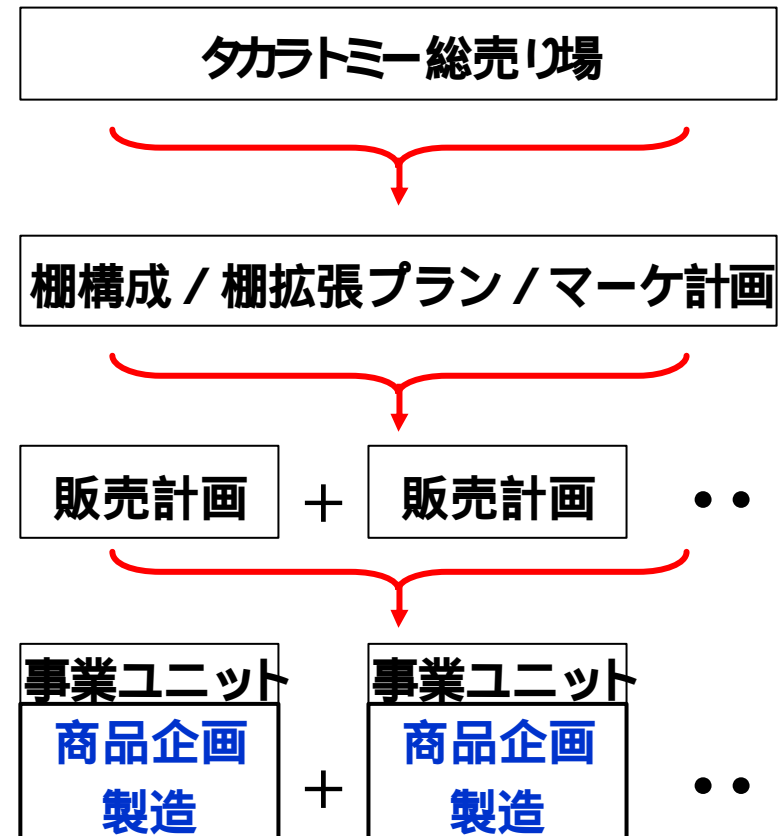 タカラトミー総売り場
棚構成/棚拡張プラン/マーケ計画
販売計画 + 販売計画 ・・
事業ユニット 事業ユニット
商品企画 商品企画
製造 + 製造 ・・